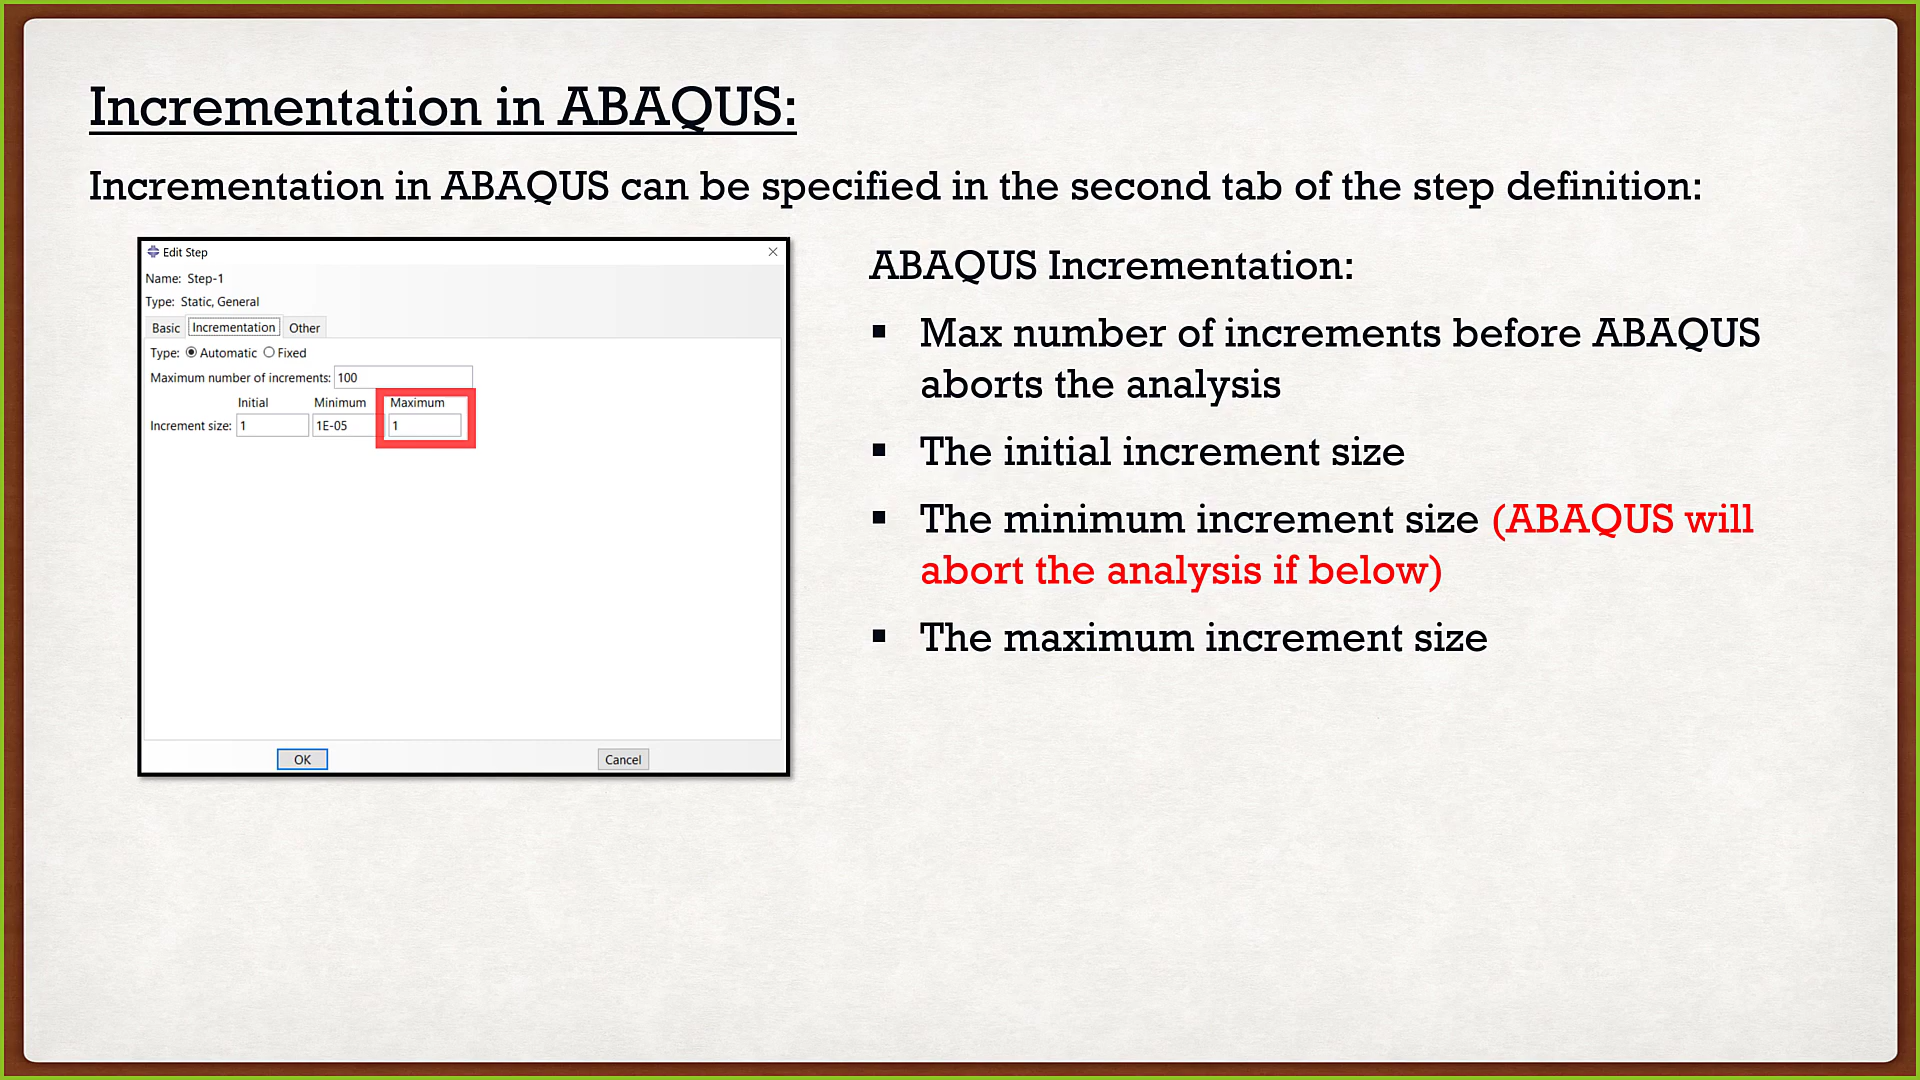 Incrementation in ABAQUS:
Incrementation in ABAQUS can be specified in the second tab of the step definition:
Edit Step
Name: Step-1
Type: Static, General
Basic Incrementation Other
Type: Automatic Fixed
Maximum number of increments: 100
Initial Minimum Maximum
Increment size: 1 1E-05 1
OK Cancel
ABAQUS Incrementation:
▪ Max number of increments before ABAQUS
aborts the analysis
▪ The initial increment size
▪ The minimum increment size (ABAQUS will
abort the analysis if below)
▪ The maximum increment size